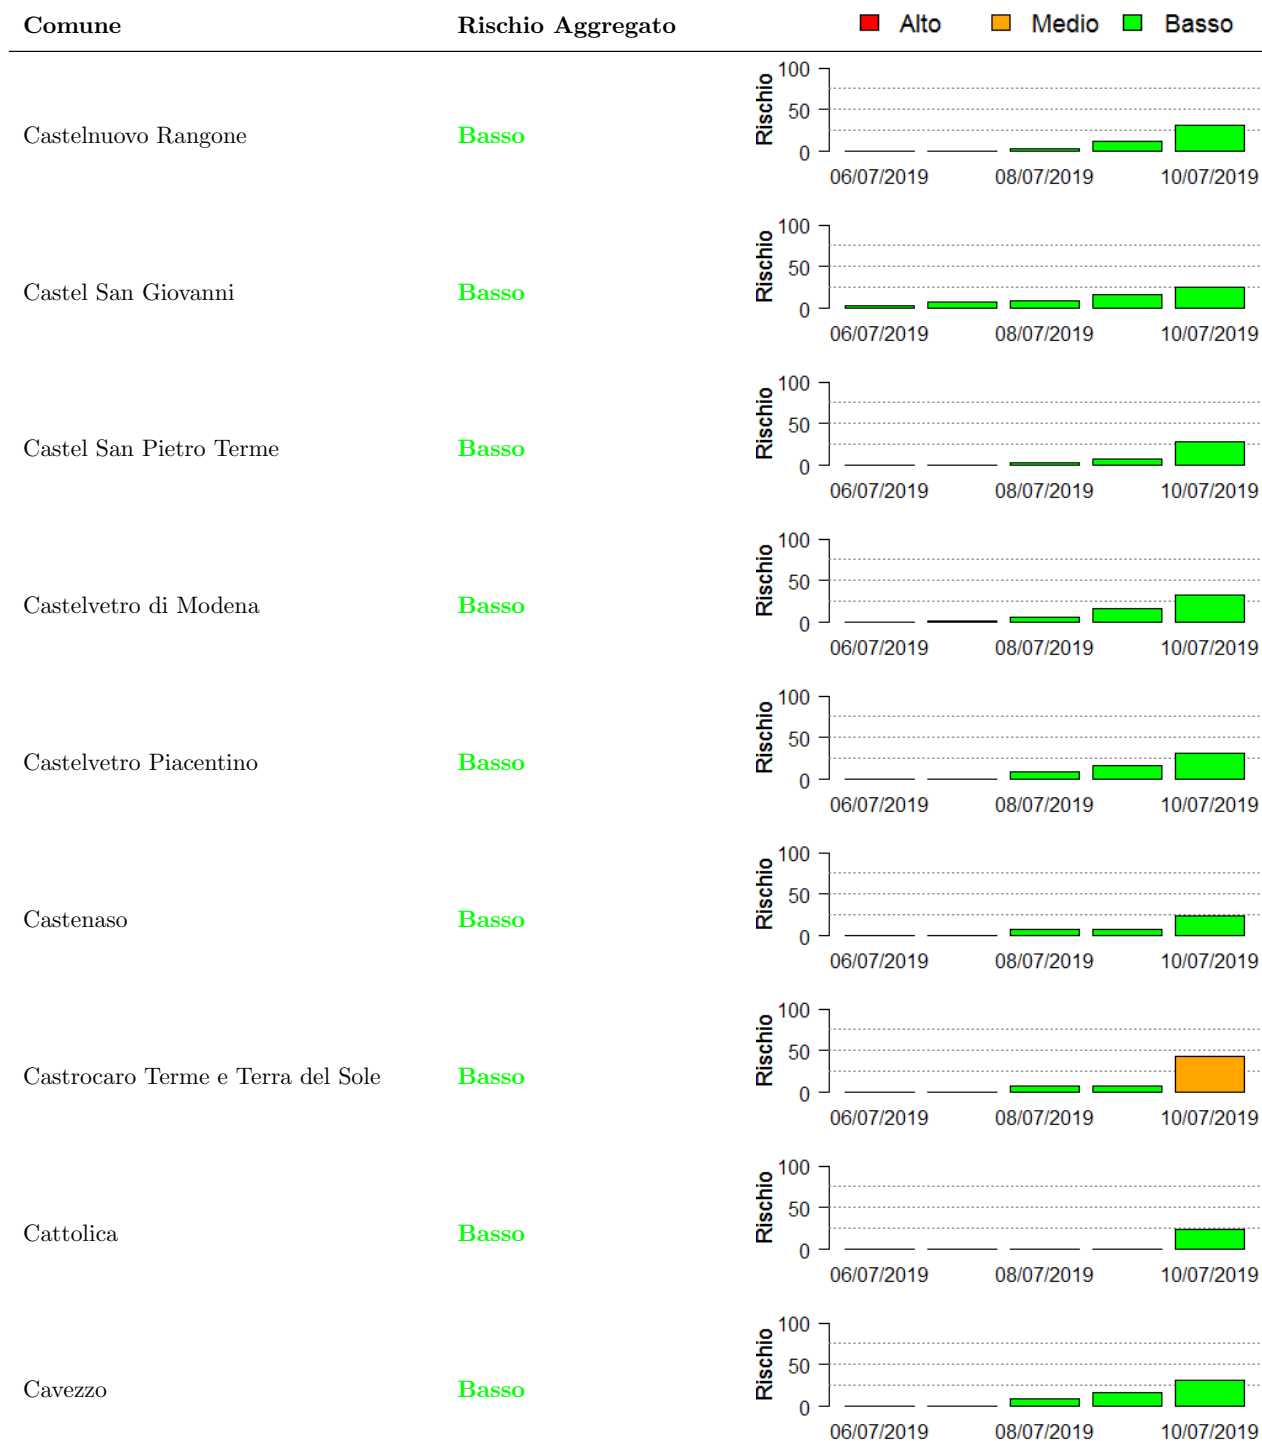 Comune Rischio Aggregato Alto Medio Basso
Castelnuovo Rangone Basso
Rischio
100
50
0
06/07/2019 08/07/2019 10/07/2019
Castel San Giovanni Basso
Rischio
100
50
0
06/07/2019 08/07/2019 10/07/2019
Castel San Pietro Terme Basso
Rischio
100
50
0
06/07/2019 08/07/2019 10/07/2019
Castelvetro di Modena Basso
Rischio
100
50
0
06/07/2019 08/07/2019 10/07/2019
Castelvetro Piacentino Basso
Rischio
100
50
0
06/07/2019 08/07/2019 10/07/2019
Castenaso Basso
Rischio
100
50
0
06/07/2019 08/07/2019 10/07/2019
Castrocaro Terme e Terra del Sole Basso
Rischio
100
50
0
06/07/2019 08/07/2019 10/07/2019
Cattolica Basso
Rischio
100
50
0
06/07/2019 08/07/2019 10/07/2019
Cavezzo Basso
Rischio
100
50
0
06/07/2019 08/07/2019 10/07/2019